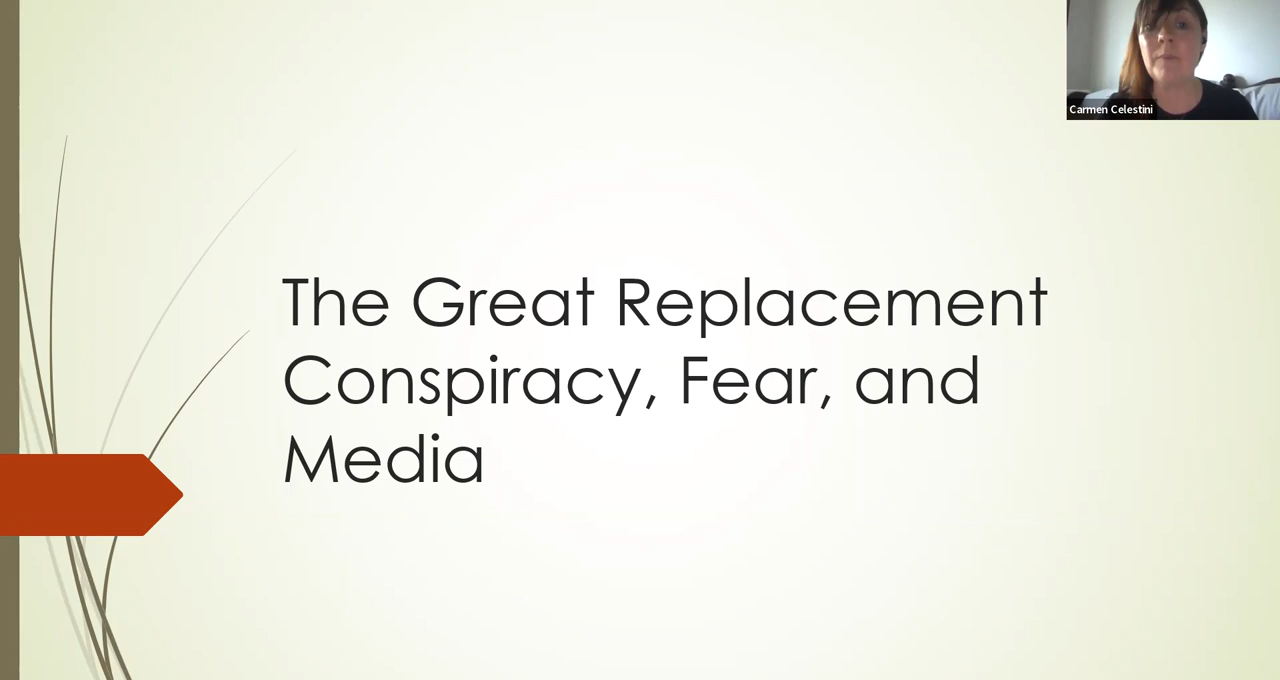 Carmen Celestini
The Great Replacement
Conspiracy, Fear, and
Media